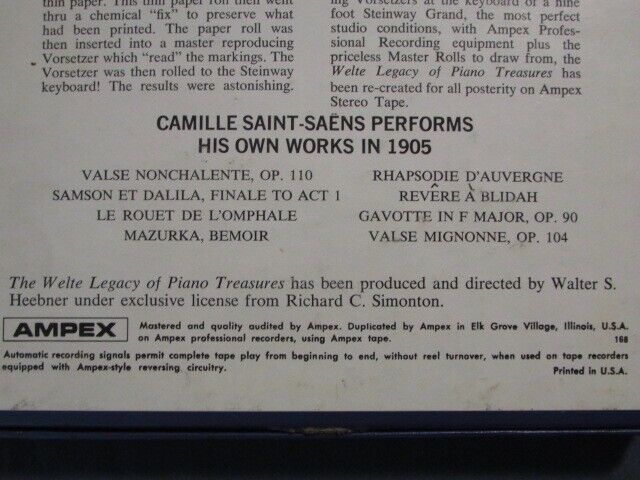 thin paper. This thin paper roll then went
thru a chemical “fix” to preserve what
had been printed. The paper roll was
then inserted into a master reproducing
Vorsetzer which “read” the markings. The
Vorsetzer was then rolled to the Steinway
keyboard! The results were astonishing.
ing Vorsetzers at the keyboard of a nine
foot Steinway Grand, the most perfect
studio conditions, with Ampex Profes-
sional Recording equipment plus the
priceless Master Rolls to draw from, the
Welte Legacy of Piano Treasures has
been re-created for all posterity on Ampex
Stereo Tape.
CAMILLE SAINT-SAËNS PERFORMS
HIS OWN WORKS IN 1905
VALSE NONCHALENTE, OP. 110
SAMSON ET DALILA, FINALE TO ACT 1
LE ROUET DE L’OMPHALE
MAZURKA, BEMOIR
RHAPSODIE D’AUVERGNE
REVÈRE À BLIDAH
GAVOTTE IN F MAJOR, OP. 90
VALSE MIGNONNE, OP. 104
The Welte Legacy of Piano Treasures has been produced and directed by Walter S.
Heebner under exclusive license from Richard C. Simonton.
AMPEX
Mastered and quality audited by Ampex. Duplicated by Ampex in Elk Grove Village, Illinois, U.S.A.
on Ampex professional recorders, using Ampex tape.
168
Automatic recording signals permit complete tape play from beginning to end, without reel turnover, when used on tape recorders
equipped with Ampex-style reversing circuitry.
Printed in U.S.A.